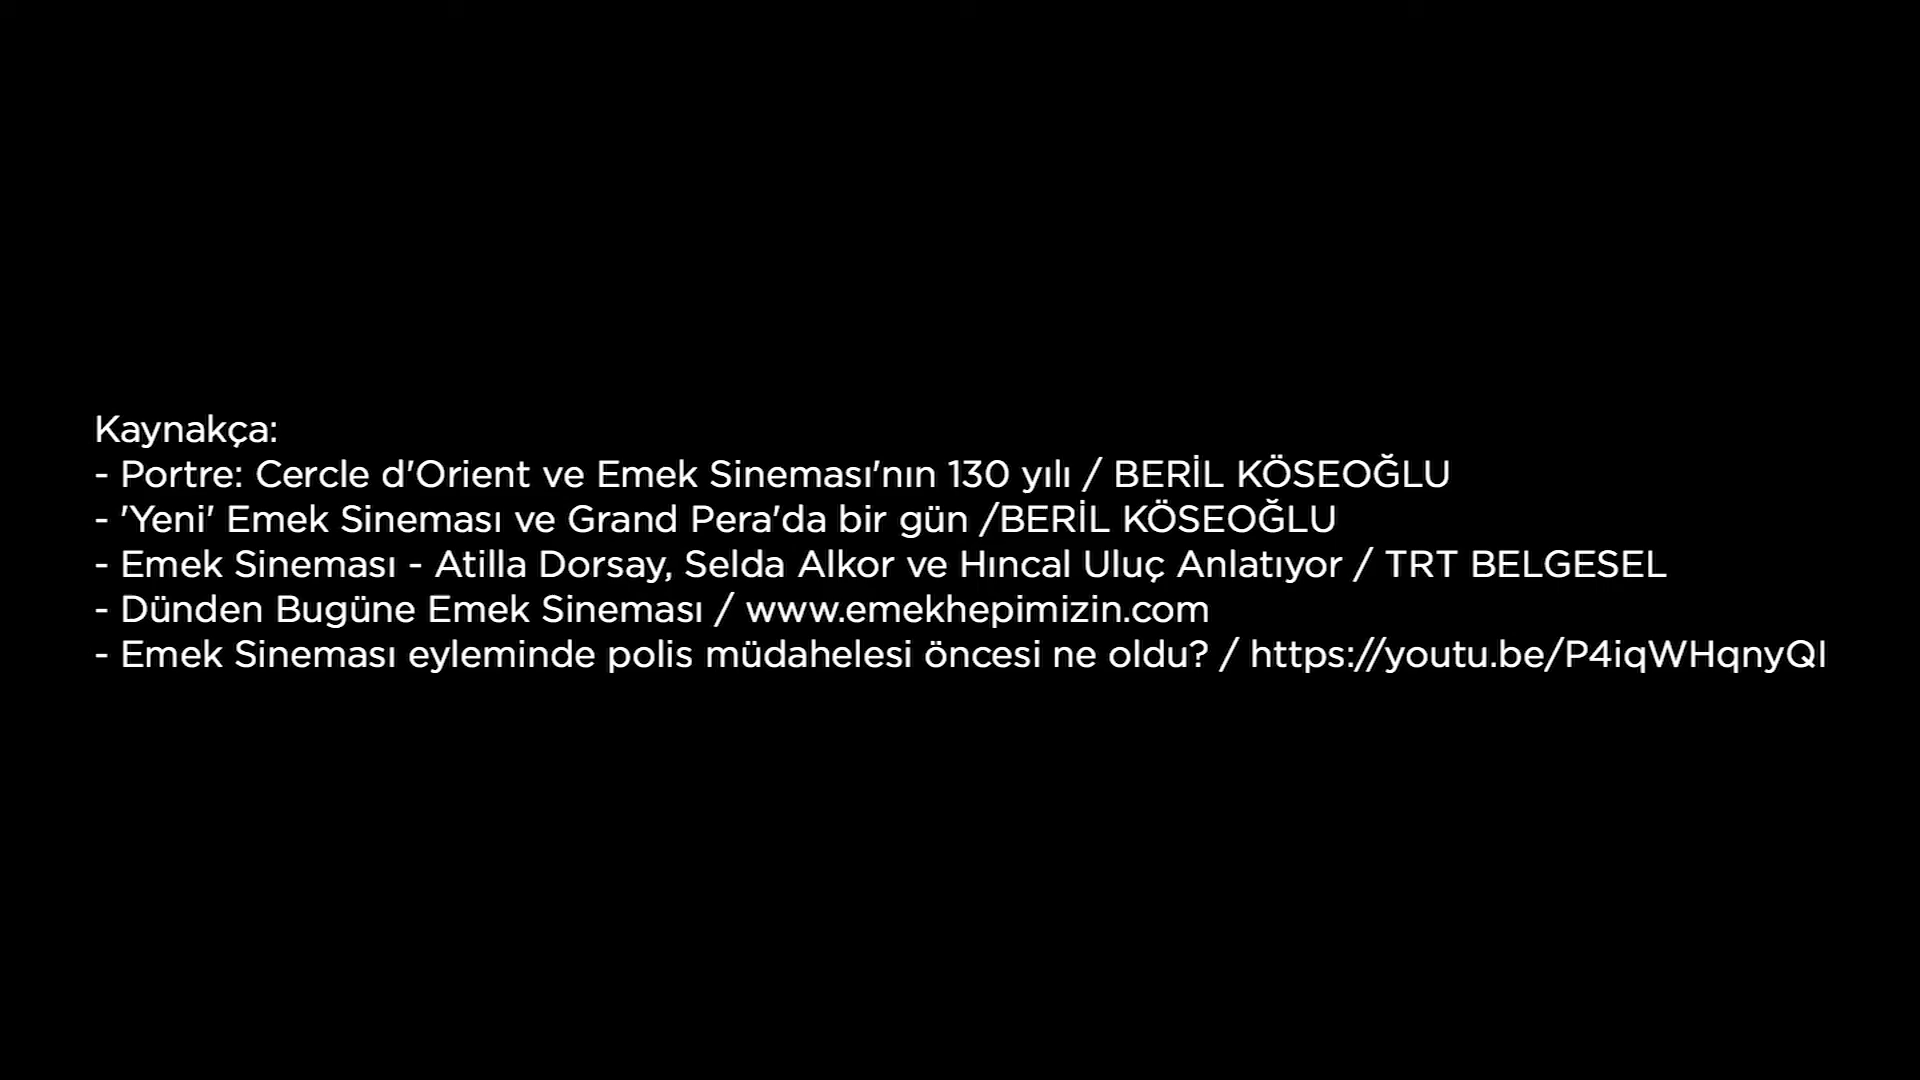 Kaynakça:
- Portre: Cercle d'Orient ve Emek Sineması'nın 130 yılı / BERİL KÖSEOĞLU
- 'Yeni' Emek Sineması ve Grand Pera'da bir gün /BERİL KÖSEOĞLU
- Emek Sineması - Atilla Dorsay, Selda Alkor ve Hıncal Uluç Anlatıyor / TRT BELGESEL
- Dünden Bugüne Emek Sineması / www.emekhepimizin.com
- Emek Sineması eyleminde polis müdahelesi öncesi ne oldu? / https://youtu.be/P4iqWHqnyQI